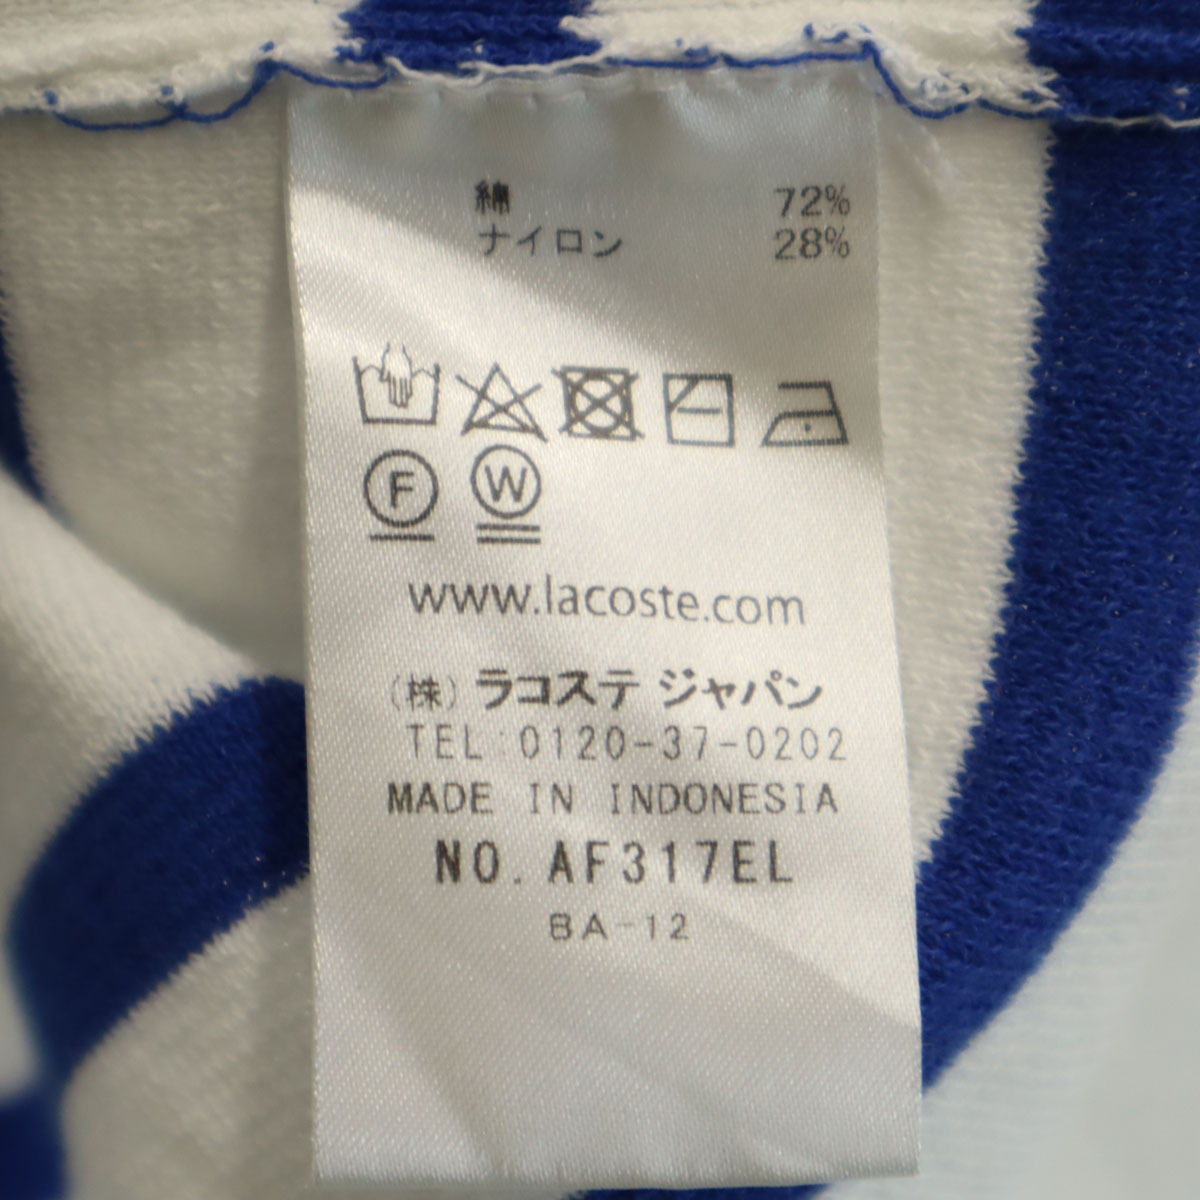 綿 72%
ナイロン 28%
F W
www.lacoste.com
(株) ラコステ ジャパン
TEL:0120-37-0202
MADE IN INDONESIA
NO. AF317EL
BA-12